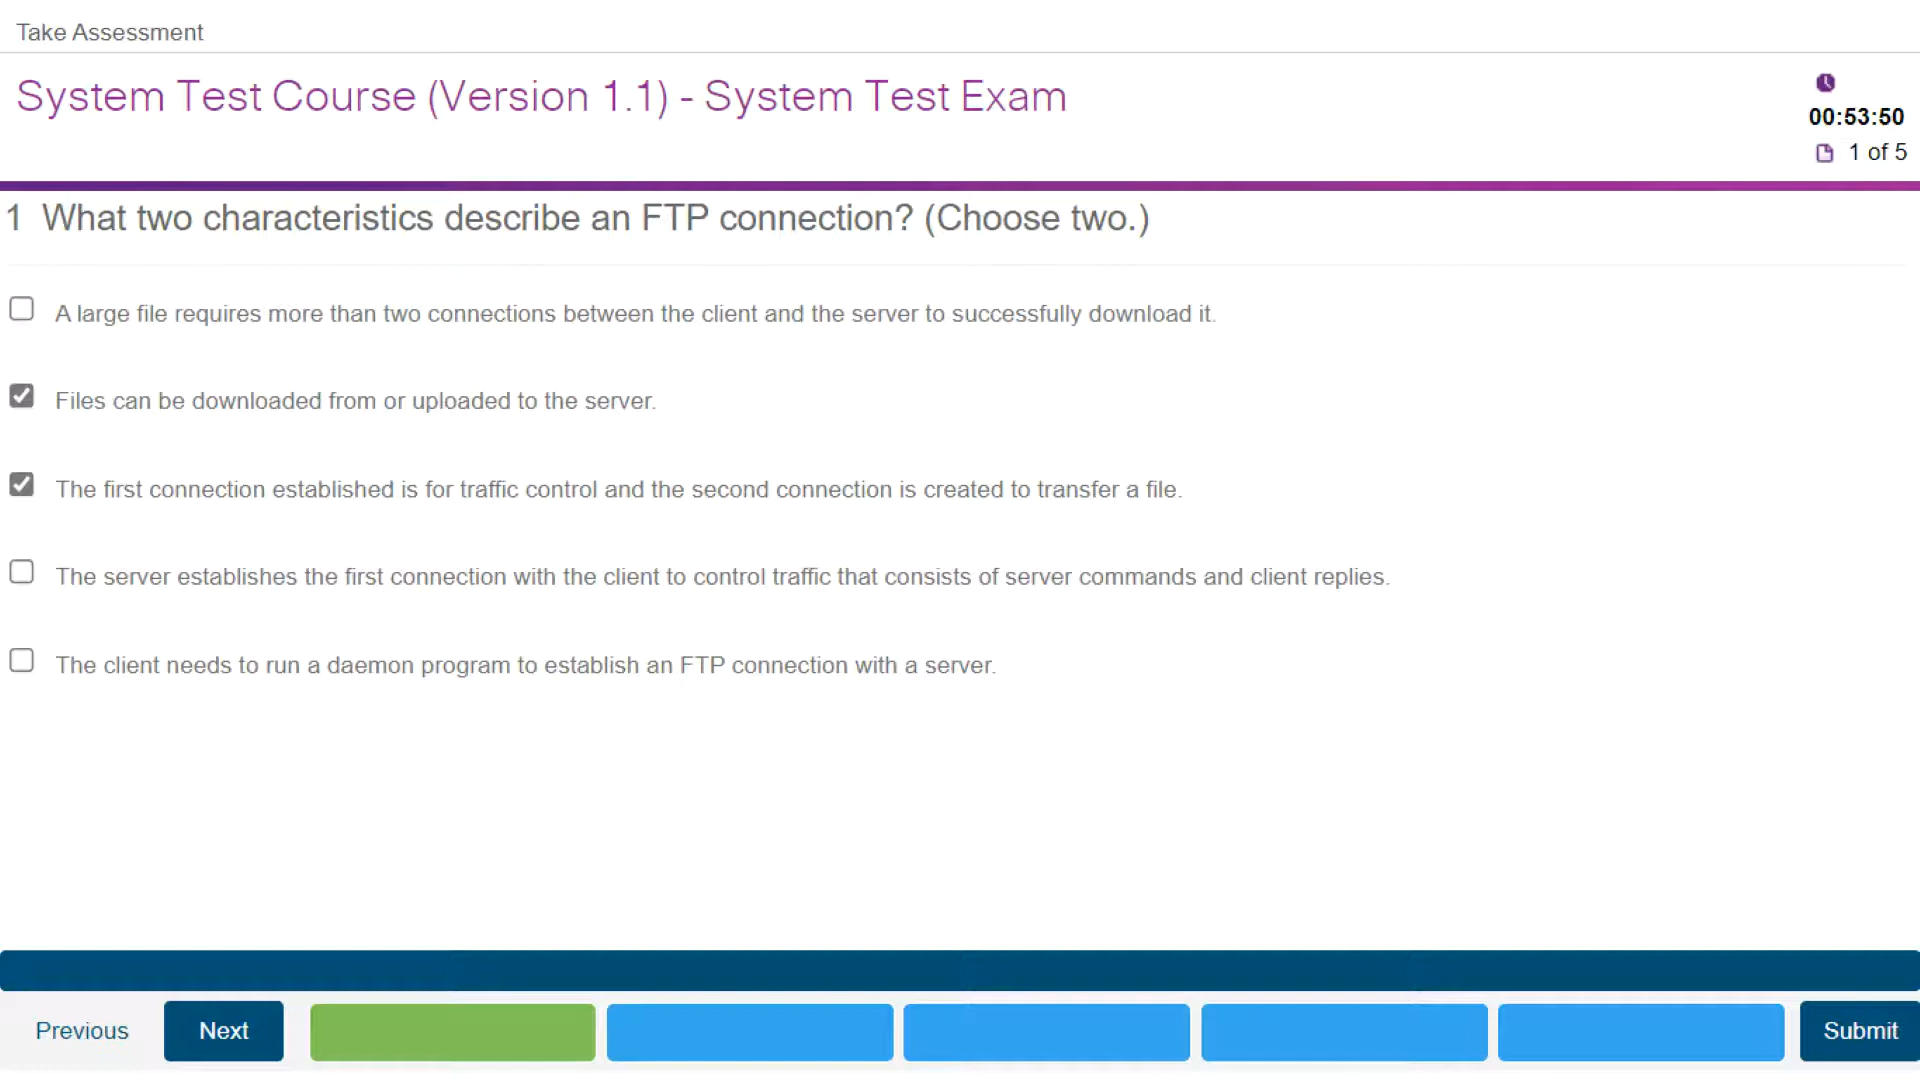 Take Assessment
System Test Course (Version 1.1) - System Test Exam
00:53:50
1 of 5
1 What two characteristics describe an FTP connection? (Choose two.)
A large file requires more than two connections between the client and the server to successfully download it.
Files can be downloaded from or uploaded to the server.
The first connection established is for traffic control and the second connection is created to transfer a file.
The server establishes the first connection with the client to control traffic that consists of server commands and client replies.
The client needs to run a daemon program to establish an FTP connection with a server.
Previous
Next
Submit